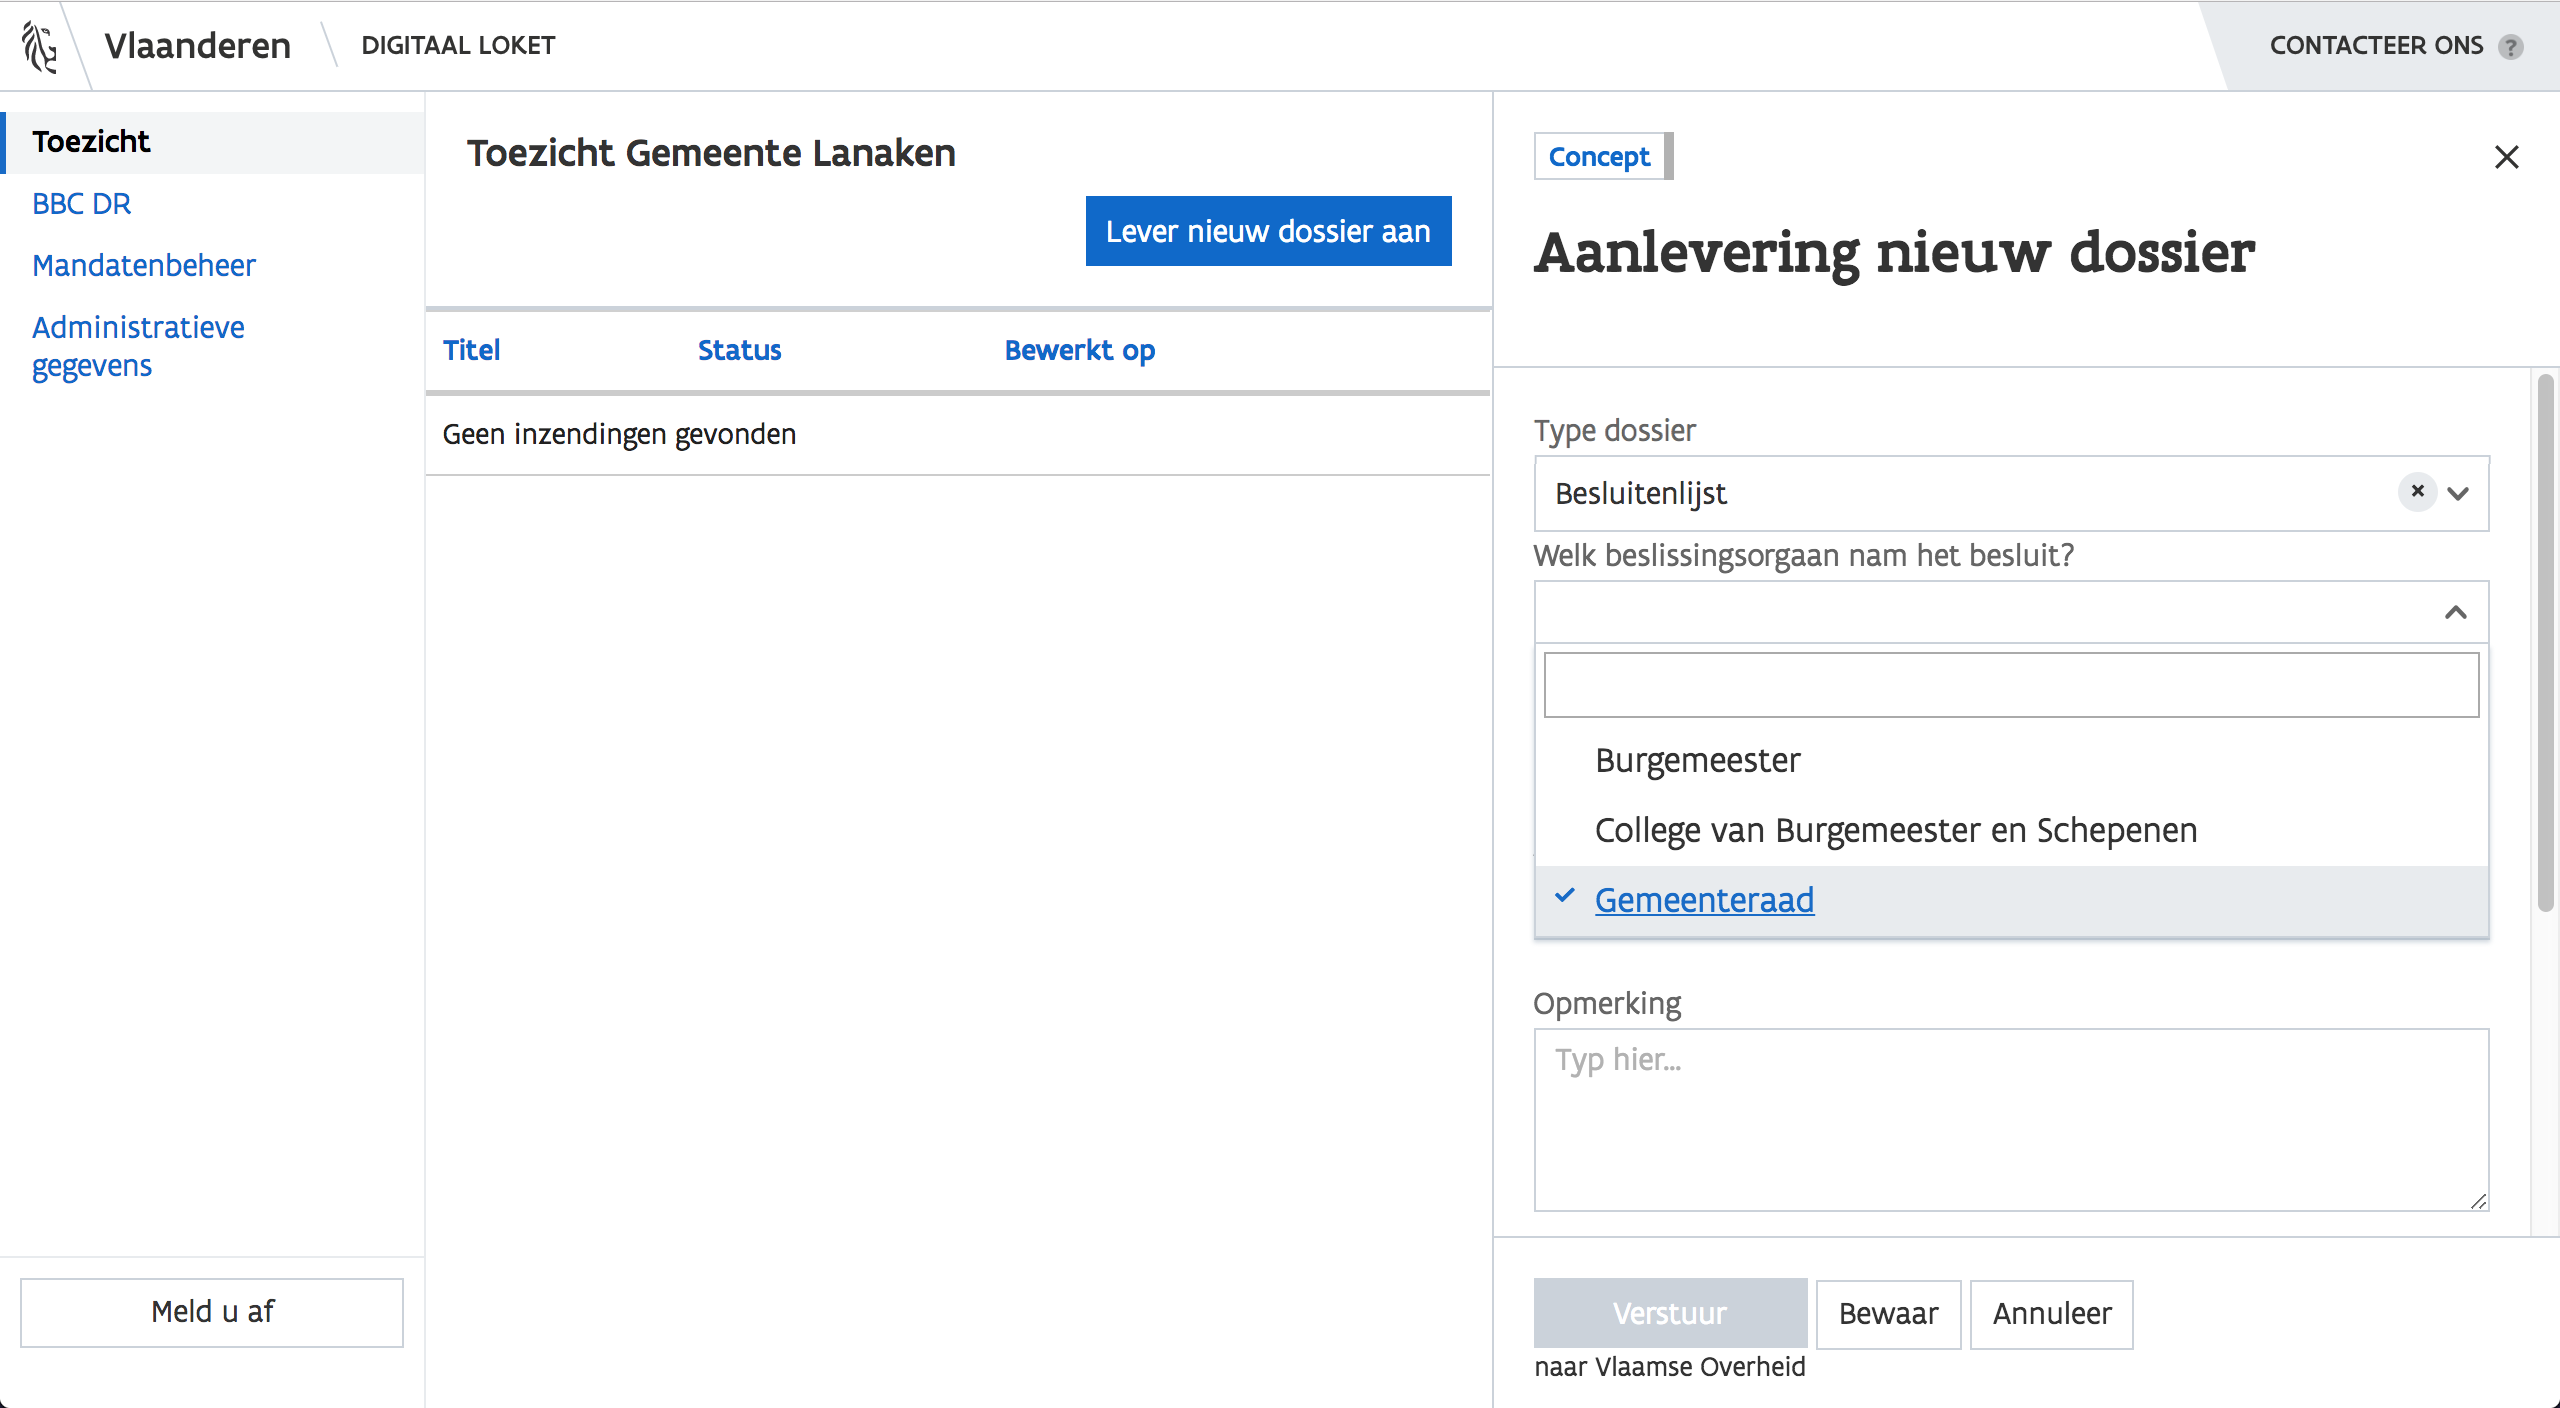 Vlaanderen
DIGITAAL LOKET
CONTACTEER ONS ?
Toezicht
BBC DR
Mandatenbeheer
Administratieve
gegevens
Meld u af
Toezicht Gemeente Lanaken
Lever nieuw dossier aan
Titel Status Bewerkt op
Geen inzendingen gevonden
Concept
Aanlevering nieuw dossier
Type dossier
Besluitenlijst
Welk beslissingsorgaan nam het besluit?
Burgemeester
College van Burgemeester en Schepenen
Gemeenteraad
Opmerking
Typ hier...
Verstuur Bewaar Annuleer
naar Vlaamse Overheid